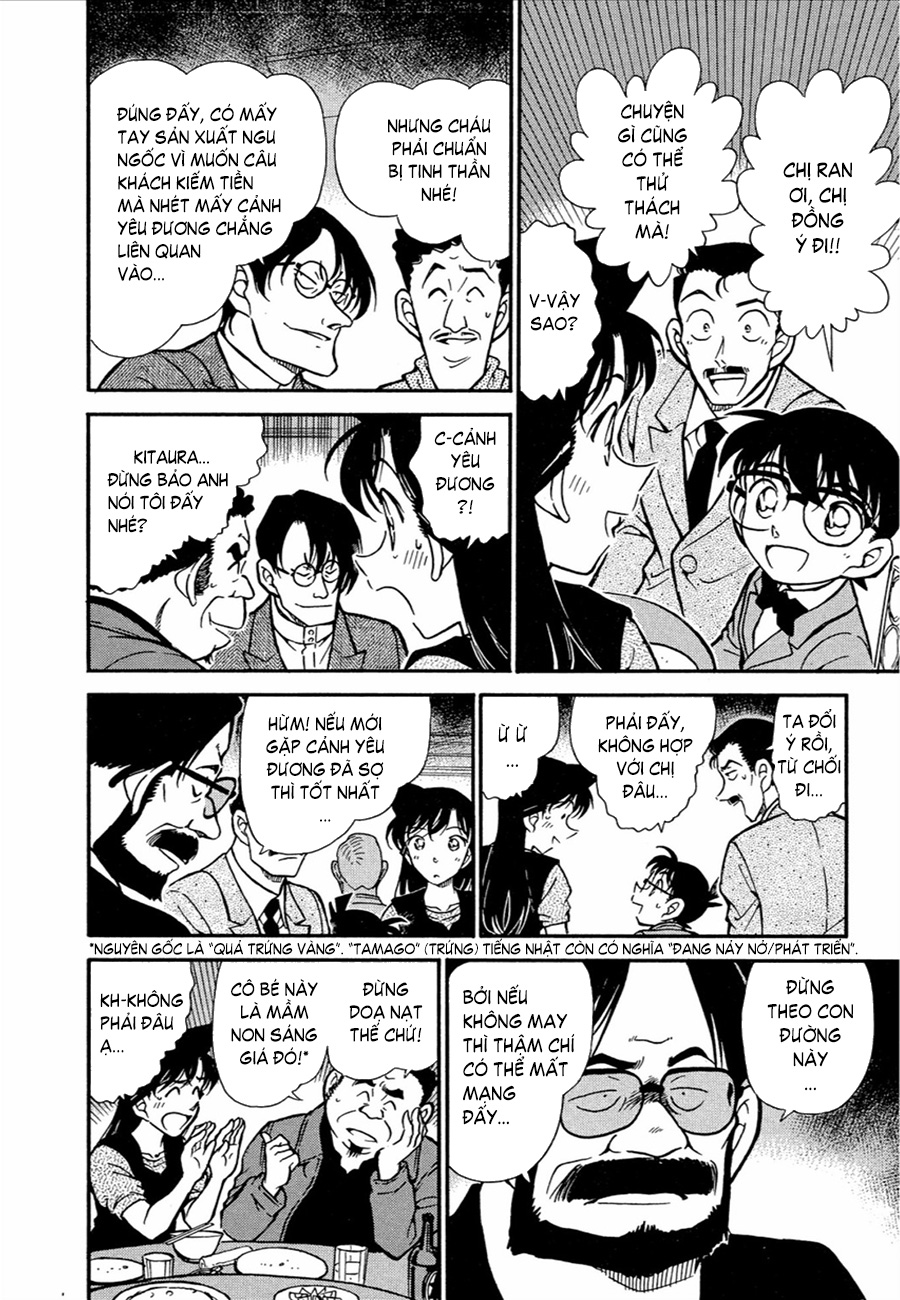 CHỊ RAN
ƠI, CHỊ
ĐỒNG
Ý ĐI!!
CHUYỆN
GÌ CŨNG
CÓ THỂ
THỬ
THÁCH
MÀ!
V-VẬY
SAO?
NHƯNG CHÁU
PHẢI CHUẨN
BỊ TINH THẦN
NHÉ!
ĐÚNG ĐẤY, CÓ MẤY
TAY SẢN XUẤT NGU
NGỐC VÌ MUỐN CÂU
KHÁCH KIẾM TIỀN
MÀ NHÉT MẤY CẢNH
YÊU ĐƯƠNG CHẲNG
LIÊN QUAN
VÀO...
C-CẢNH
YÊU
ĐƯƠNG
?!
KITAURA...
ĐỪNG BẢO ANH
NÓI TÔI ĐẤY
NHÉ?
TA ĐỔI
Ý RỒI,
TỪ CHỐI
ĐI...
PHẢI ĐẤY,
KHÔNG HỢP
VỚI CHỊ
ĐÂU...
Ừ Ừ
...
HỪM! NẾU MỚI
GẶP CẢNH YÊU
ĐƯƠNG ĐÃ SỢ
THÌ TỐT NHẤT
...
*NGUYÊN GỐC LÀ "QUẢ TRỨNG VÀNG". "TAMAGO" (TRỨNG) TIẾNG NHẬT CÒN CÓ NGHĨA "ĐANG NẢY NỞ/PHÁT TRIỂN".
ĐỪNG
THEO CON
ĐƯỜNG
NÀY
...
BỞI NẾU
KHÔNG MAY
THÌ THẬM CHÍ
CÓ THỂ MẤT
MẠNG
ĐẤY...
ĐỪNG
DOẠ NẠT
THẾ CHỨ!
CÔ BÉ NÀY
LÀ MẦM
NON SÁNG
GIÁ ĐÓ!*
KH-KHÔNG
PHẢI ĐÂU
Ạ...